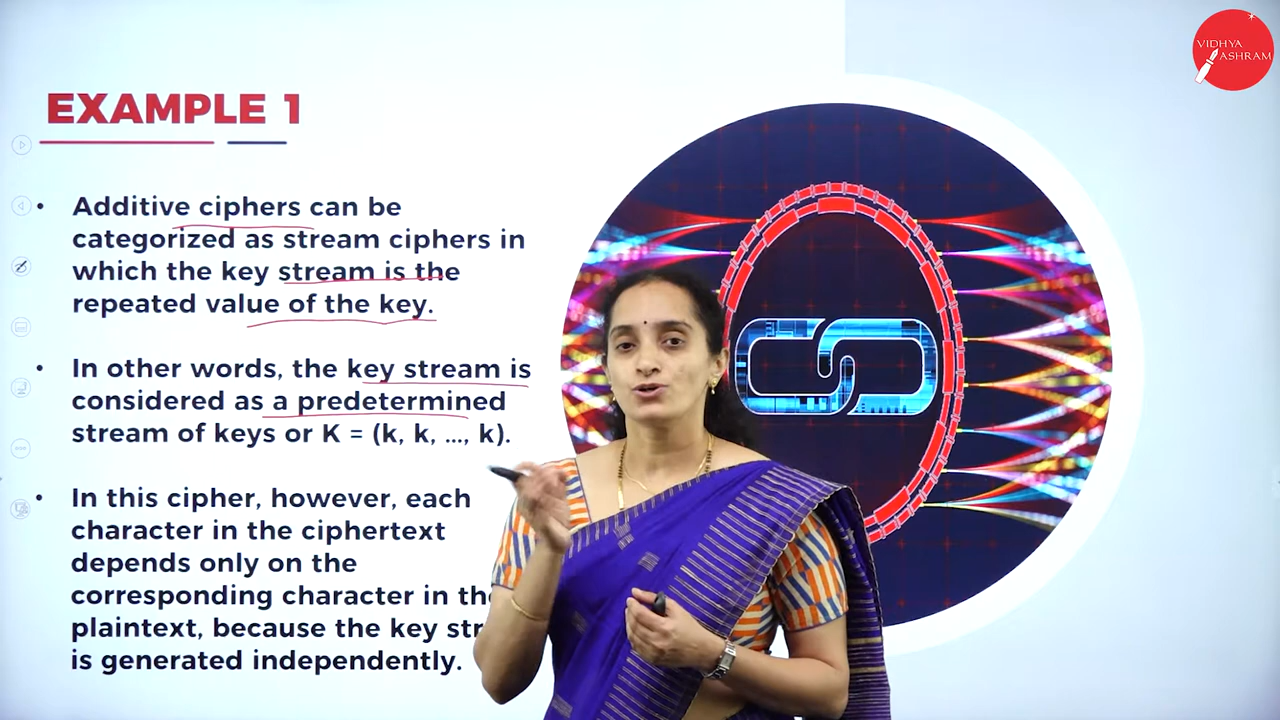 VIDHYA
ASHRAM
EXAMPLE 1
• Additive ciphers can be
categorized as stream ciphers in
which the key stream is the
repeated value of the key.
• In other words, the key stream is
considered as a predetermined
stream of keys or K = (k, k, ..., k).
• In this cipher, however, each
character in the ciphertext
depends only on the
corresponding character in the
plaintext, because the key
is generated independently.